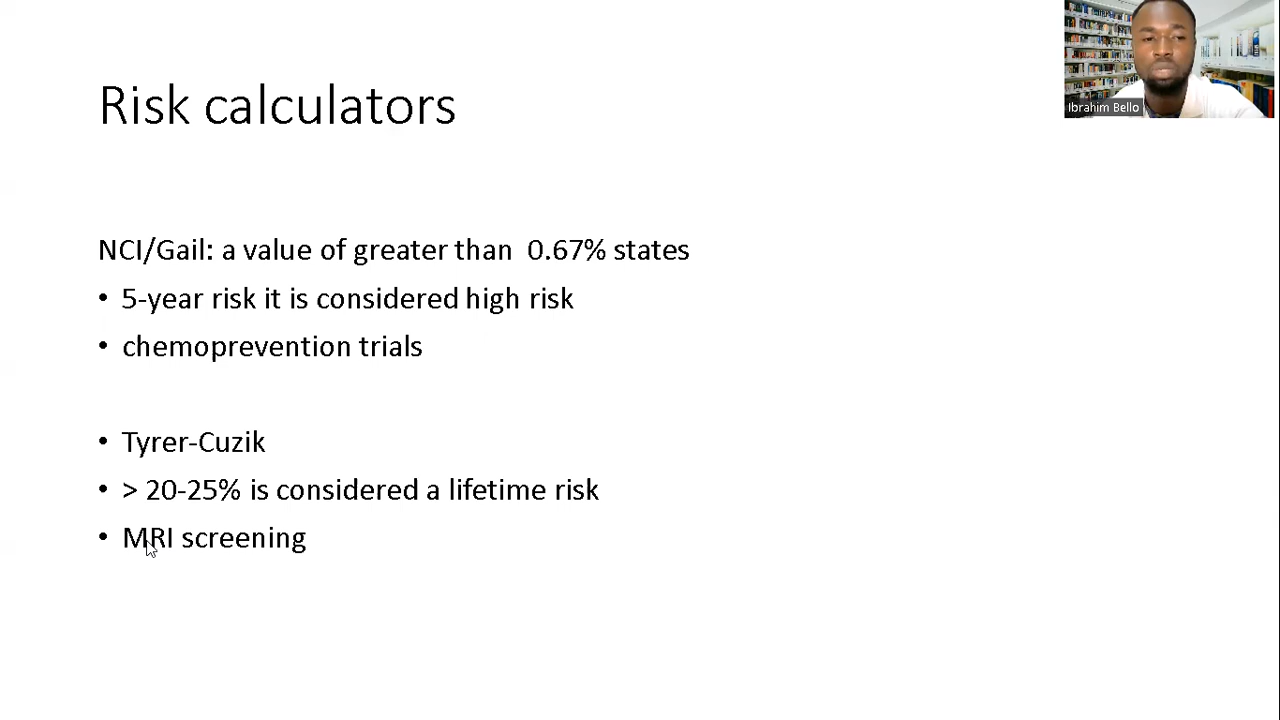 Risk calculators
Ibrahim Bello
NCI/Gail: a value of greater than 0.67% states
• 5-year risk it is considered high risk
• chemoprevention trials
• Tyrer-Cuzik
• > 20-25% is considered a lifetime risk
• MRI screening